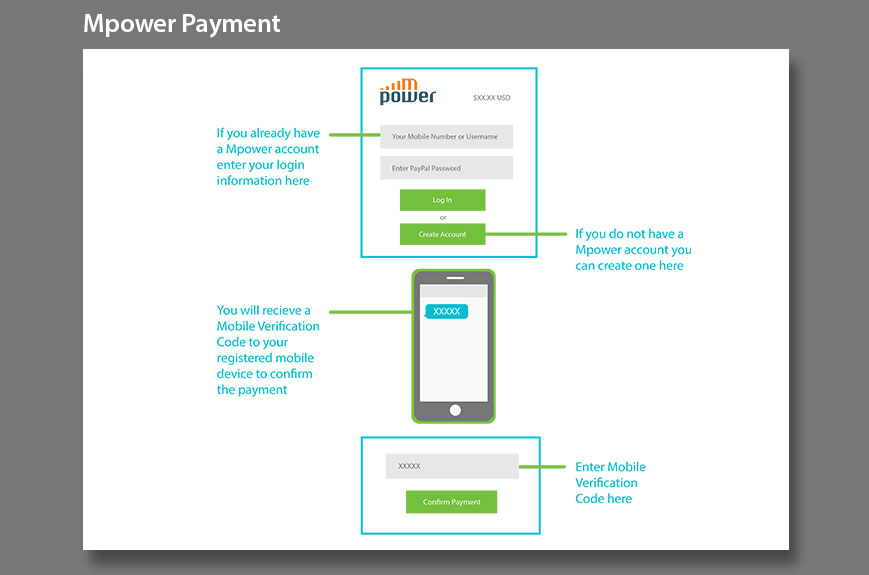 Mpower Payment
m
power
$XX.XX USD
If you already have
a Mpower account
enter your login
information here
Your Mobile Number or Username
Enter PayPal Password
Log In
or
Create Account
If you do not have a
Mpower account you
can create one here
You will recieve a
Mobile Verification
Code to your
registered mobile
device to confirm
the payment
XXXXX
XXXXX
Confirm Payment
Enter Mobile
Verification
Code here